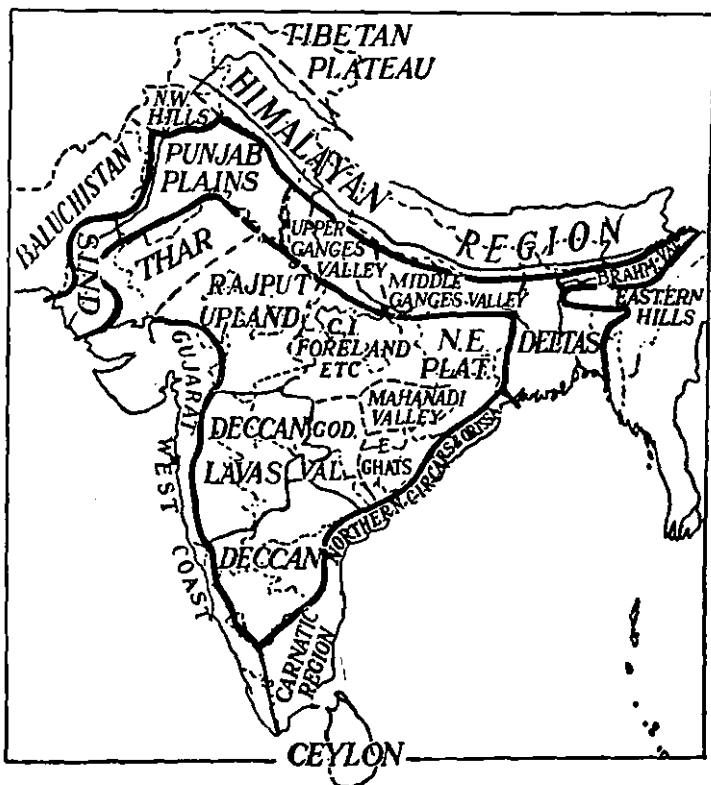 TIBETAN
PLATEAU
HIMALAYAN
REGION
N.W.
HILLS
PUNJAB
PLAINS
BALUCHISTAN
SIND
THAR
UPPER
GANGES
VALLEY
RAJPUT
UPLAND
MIDDLE
GANGES VALLEY
BRAHM. VAL.
EASTERN
HILLS
C.I.
FORELAND
ETC
N.E.
PLAT.
DELTAS
GUJARAT
MAHANADI
VALLEY
DECCAN
LAVAS
GOD.
VAL.
E
GHATS
WEST COAST
NORTHERN CIRCARS & ORISSA
DECCAN
CARNATIC
REGION
CEYLON